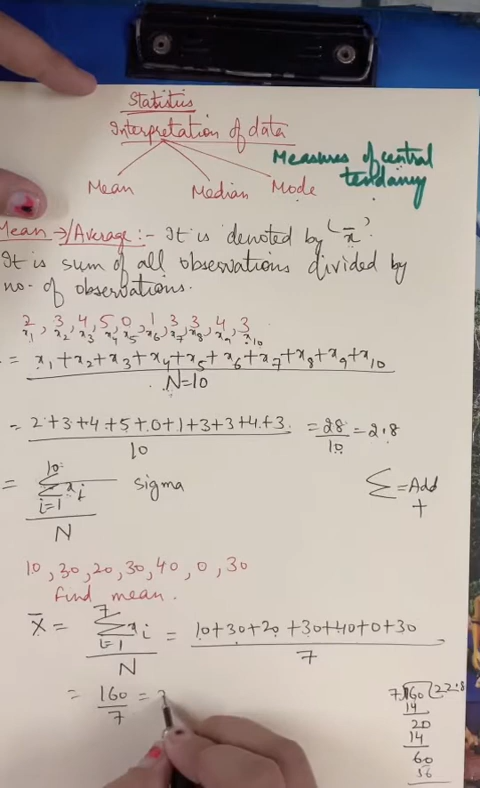 Statistics
Interpretation of data
Measures of central
tendancy
Mean Median Mode
Mean ⇒/Average :- It is denoted by ‘x̄’.
It is sum of all observations divided by
no. of observations.
2, 3, 4, 5, 0, 1, 3, 3, 4, 3
x₁ x₂ x₃ x₄ x₅ x₆ x₇ x₈ x₉ x₁₀
= x₁+x₂+x₃+x₄+x₅+x₆+x₇+x₈+x₉+x₁₀
N=10
= 2+3+4+5+0+1+3+3+4+3 = 28 = 2.8
10 10
10
= Σ xᵢ sigma Σ = Add
i=1 +
N
10, 30, 20, 30, 40, 0, 30
Find mean.
7
x̄ = Σ xᵢ = 10+30+20+30+40+0+30
i=1
N 7
= 160 = 2
7
7)160(22.8
14
20
14
60
56